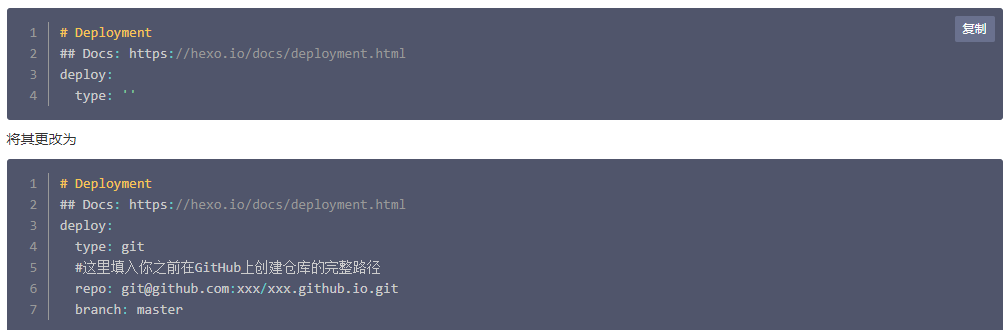 复制
1 # Deployment
2 ## Docs: https://hexo.io/docs/deployment.html
3 deploy:
4   type: ''
将其更改为
1 # Deployment
2 ## Docs: https://hexo.io/docs/deployment.html
3 deploy:
4   type: git
5   #这里填入你之前在GitHub上创建仓库的完整路径
6   repo: git@github.com:xxx/xxx.github.io.git
7   branch: master